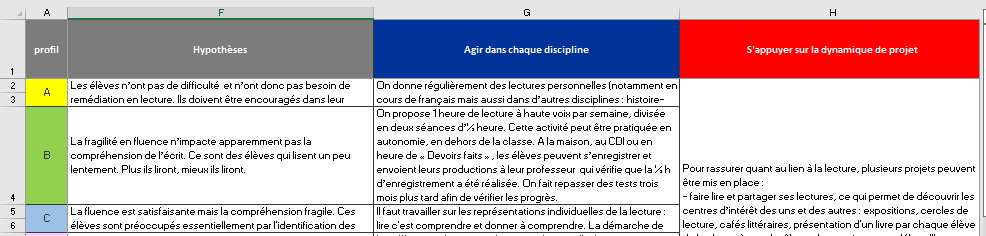 A F G H
profil Hypothèses Agir dans chaque discipline S'appuyer sur la dynamique de projet
1
2
3
A
Les élèves n'ont pas de difficulté et n'ont donc pas besoin de
remédiation en lecture. Ils doivent être encouragés dans leur
On donne régulièrement des lectures personnelles (notamment en
cours de français mais aussi dans d'autres disciplines : histoire-
4
B
La fragilité en fluence n'impacte apparemment pas la
compréhension de l'écrit. Ce sont des élèves qui lisent un peu
lentement. Plus ils liront, mieux ils liront.
On propose 1 heure de lecture à haute voix par semaine, divisée
en deux séances d'½ heure. Cette activité peut être pratiquée en
autonomie, en dehors de la classe. A la maison, au CDI ou en
heure de « Devoirs faits », les élèves peuvent s'enregistrer et
envoient leurs productions à leur professeur qui vérifie que la ½ h
d'enregistrement a été réalisée. On fait repasser des tests trois
mois plus tard afin de vérifier les progrès.
5
6
C
La fluence est satisfaisante mais la compréhension fragile. Ces
élèves sont préoccupés essentiellement par l'identification des
Il faut travailler sur les représentations individuelles de la lecture :
lire c'est comprendre et donner à comprendre. La démarche de
Pour rassurer quant au lien à la lecture, plusieurs projets peuvent
être mis en place :
- faire lire et partager ses lectures, ce qui permet de découvrir les
centres d'intérêt des uns et des autres : expositions, cercles de
lecture, cafés littéraires, présentation d'un livre par chaque élève